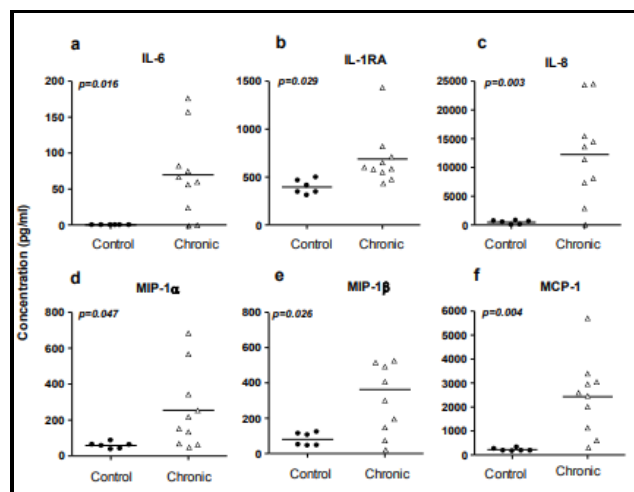 a
IL-6
p=0.016
200
150
100
50
0
Control Chronic
b
IL-1RA
p=0.029
1500
1000
500
0
Control Chronic
c
IL-8
p=0.003
25000
20000
15000
10000
5000
0
Control Chronic
Concentration (pg/ml)
d
MIP-1α
p=0.047
800
600
400
200
0
Control Chronic
e
MIP-1β
p=0.026
800
600
400
200
0
Control Chronic
f
MCP-1
p=0.004
6000
5000
4000
3000
2000
1000
0
Control Chronic